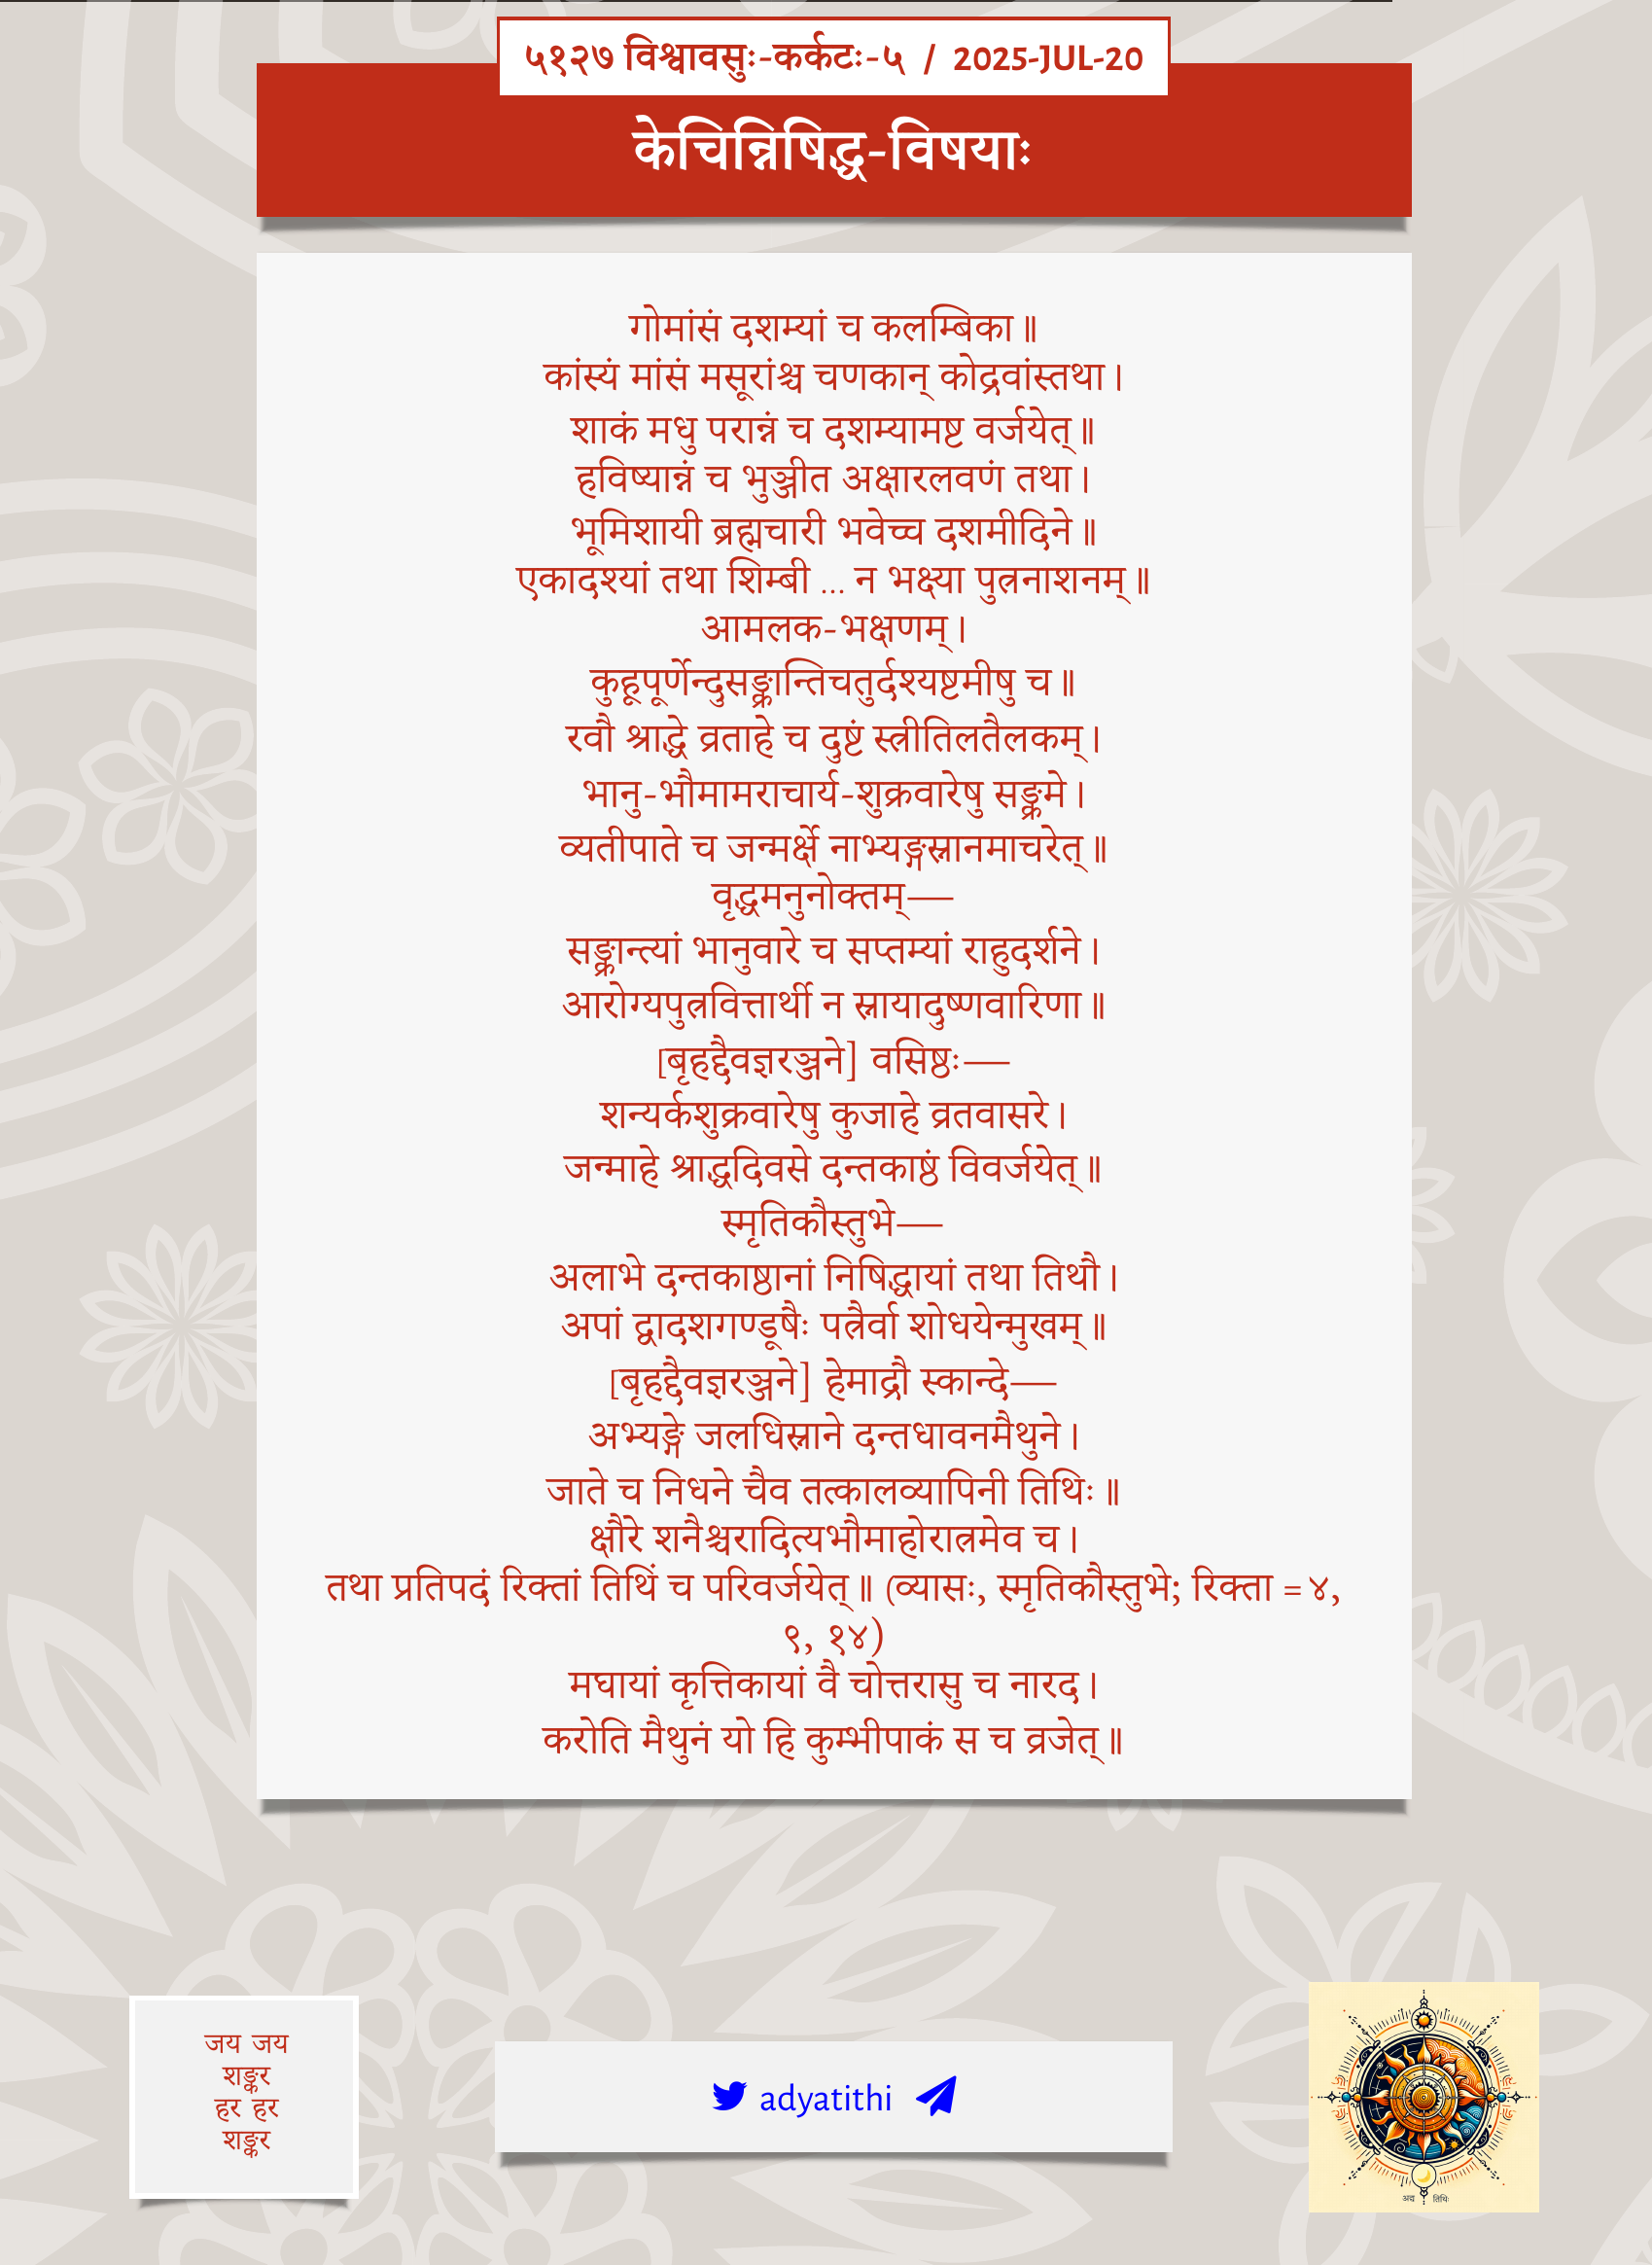 ५१२७ विश्वावसुः-कर्कटः-५ / 2025-JUL-20
केचिन्निषिद्ध-विषयाः
गोमांसं दशम्यां च कलम्बिका॥
कांस्यं मांसं मसूरांश्च चणकान् कोद्रवांस्तथा।
शाकं मधु परान्नं च दशम्यामष्ट वर्जयेत्॥
हविष्यान्नं च भुञ्जीत अक्षारलवणं तथा।
भूमिशायी ब्रह्मचारी भवेच्च दशमीदिने॥
एकादश्यां तथा शिम्बी ... न भक्ष्या पुत्रनाशनम्॥
आमलक-भक्षणम्।
कुहूपूर्णेन्दुसङ्क्रान्तिचतुर्दश्यष्टमीषु च॥
रवौ श्राद्धे व्रताहे च दुष्टं स्त्रीतिलतैलकम्।
भानु-भौमामराचार्य-शुक्रवारेषु सङ्क्रमे।
व्यतीपाते च जन्मर्क्षे नाभ्यङ्गस्नानमाचरेत्॥
वृद्धमनुनोक्तम्—
सङ्क्रान्त्यां भानुवारे च सप्तम्यां राहुदर्शने।
आरोग्यपुत्रवित्तार्थी न स्नायादुष्णवारिणा॥
[बृहद्दैवज्ञरञ्जने] वसिष्ठः—
शन्यर्कशुक्रवारेषु कुजाहे व्रतवासरे।
जन्माहे श्राद्धदिवसे दन्तकाष्ठं विवर्जयेत्॥
स्मृतिकौस्तुभे—
अलाभे दन्तकाष्ठानां निषिद्धायां तथा तिथौ।
अपां द्वादशगण्डूषैः पत्रैर्वा शोधयेन्मुखम्॥
[बृहद्दैवज्ञरञ्जने] हेमाद्रौ स्कान्दे—
अभ्यङ्गे जलधिस्नाने दन्तधावनमैथुने।
जाते च निधने चैव तत्कालव्यापिनी तिथिः॥
क्षौरे शनैश्चरादित्यभौमाहोरात्रमेव च।
तथा प्रतिपदं रिक्तां तिथिं च परिवर्जयेत्॥ (व्यासः, स्मृतिकौस्तुभे; रिक्ता =४,
९, १४)
मघायां कृत्तिकायां वै चोत्तरासु च नारद।
करोति मैथुनं यो हि कुम्भीपाकं स च व्रजेत्॥
जय जय
शङ्कर
हर हर
शङ्कर
adyatithi
अद्य तिथिः